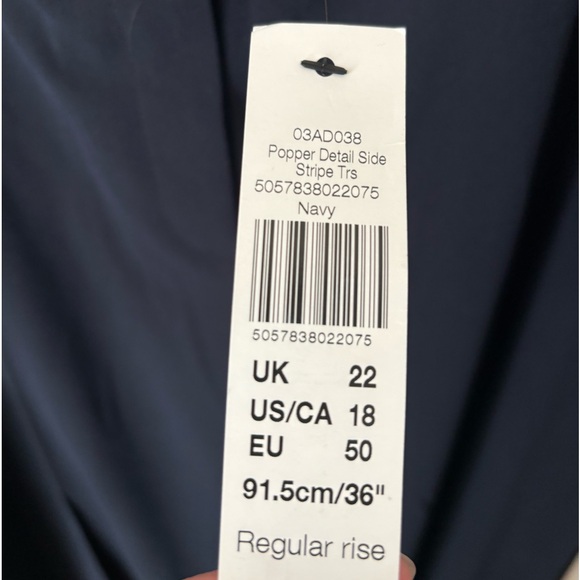 03AD038
Popper Detail Side
Stripe Trs
5057838022075
Navy
5057838022075
UK 22
US/CA 18
EU 50
91.5cm/36"
Regular rise